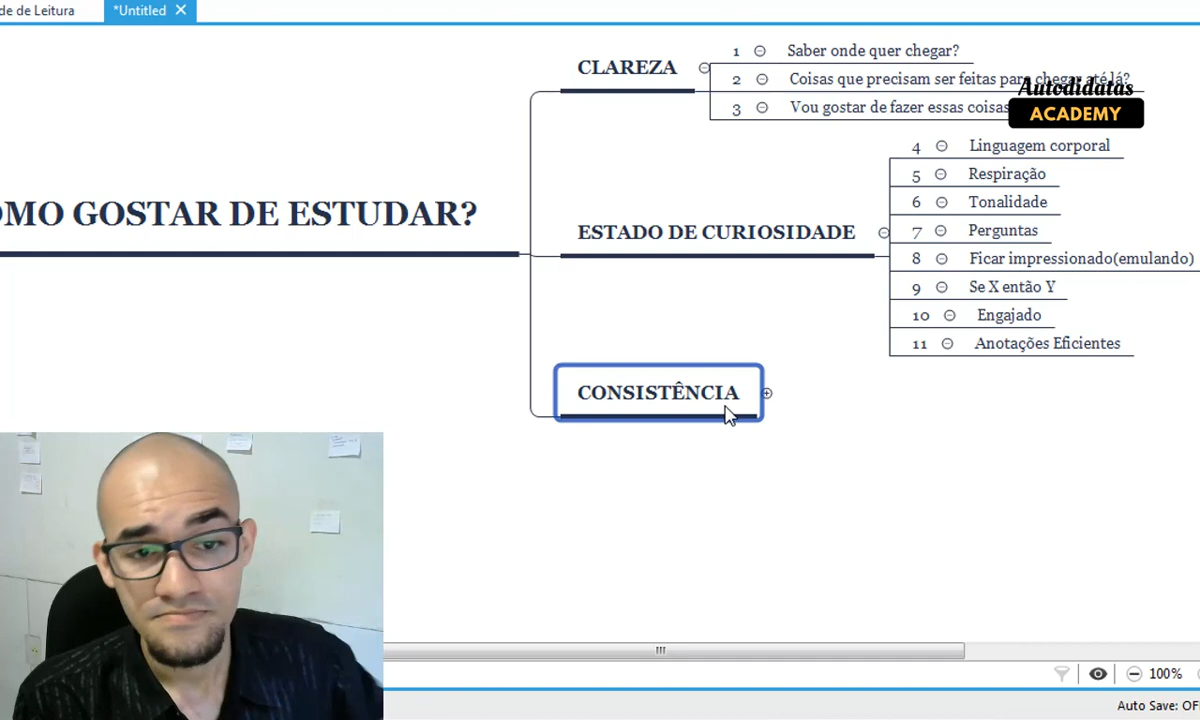 de de Leitura
*Untitled
CLAREZA
1 Saber onde quer chegar?
2 Coisas que precisam ser feitas para chegar até lá?
3 Vou gostar de fazer essas coisas
Autodidatas
ACADEMY
OMO GOSTAR DE ESTUDAR?
ESTADO DE CURIOSIDADE
4 Linguagem corporal
5 Respiração
6 Tonalidade
7 Perguntas
8 Ficar impressionado(emulando)
9 Se X então Y
10 Engajado
11 Anotações Eficientes
CONSISTÊNCIA
100%
Auto Save: OF